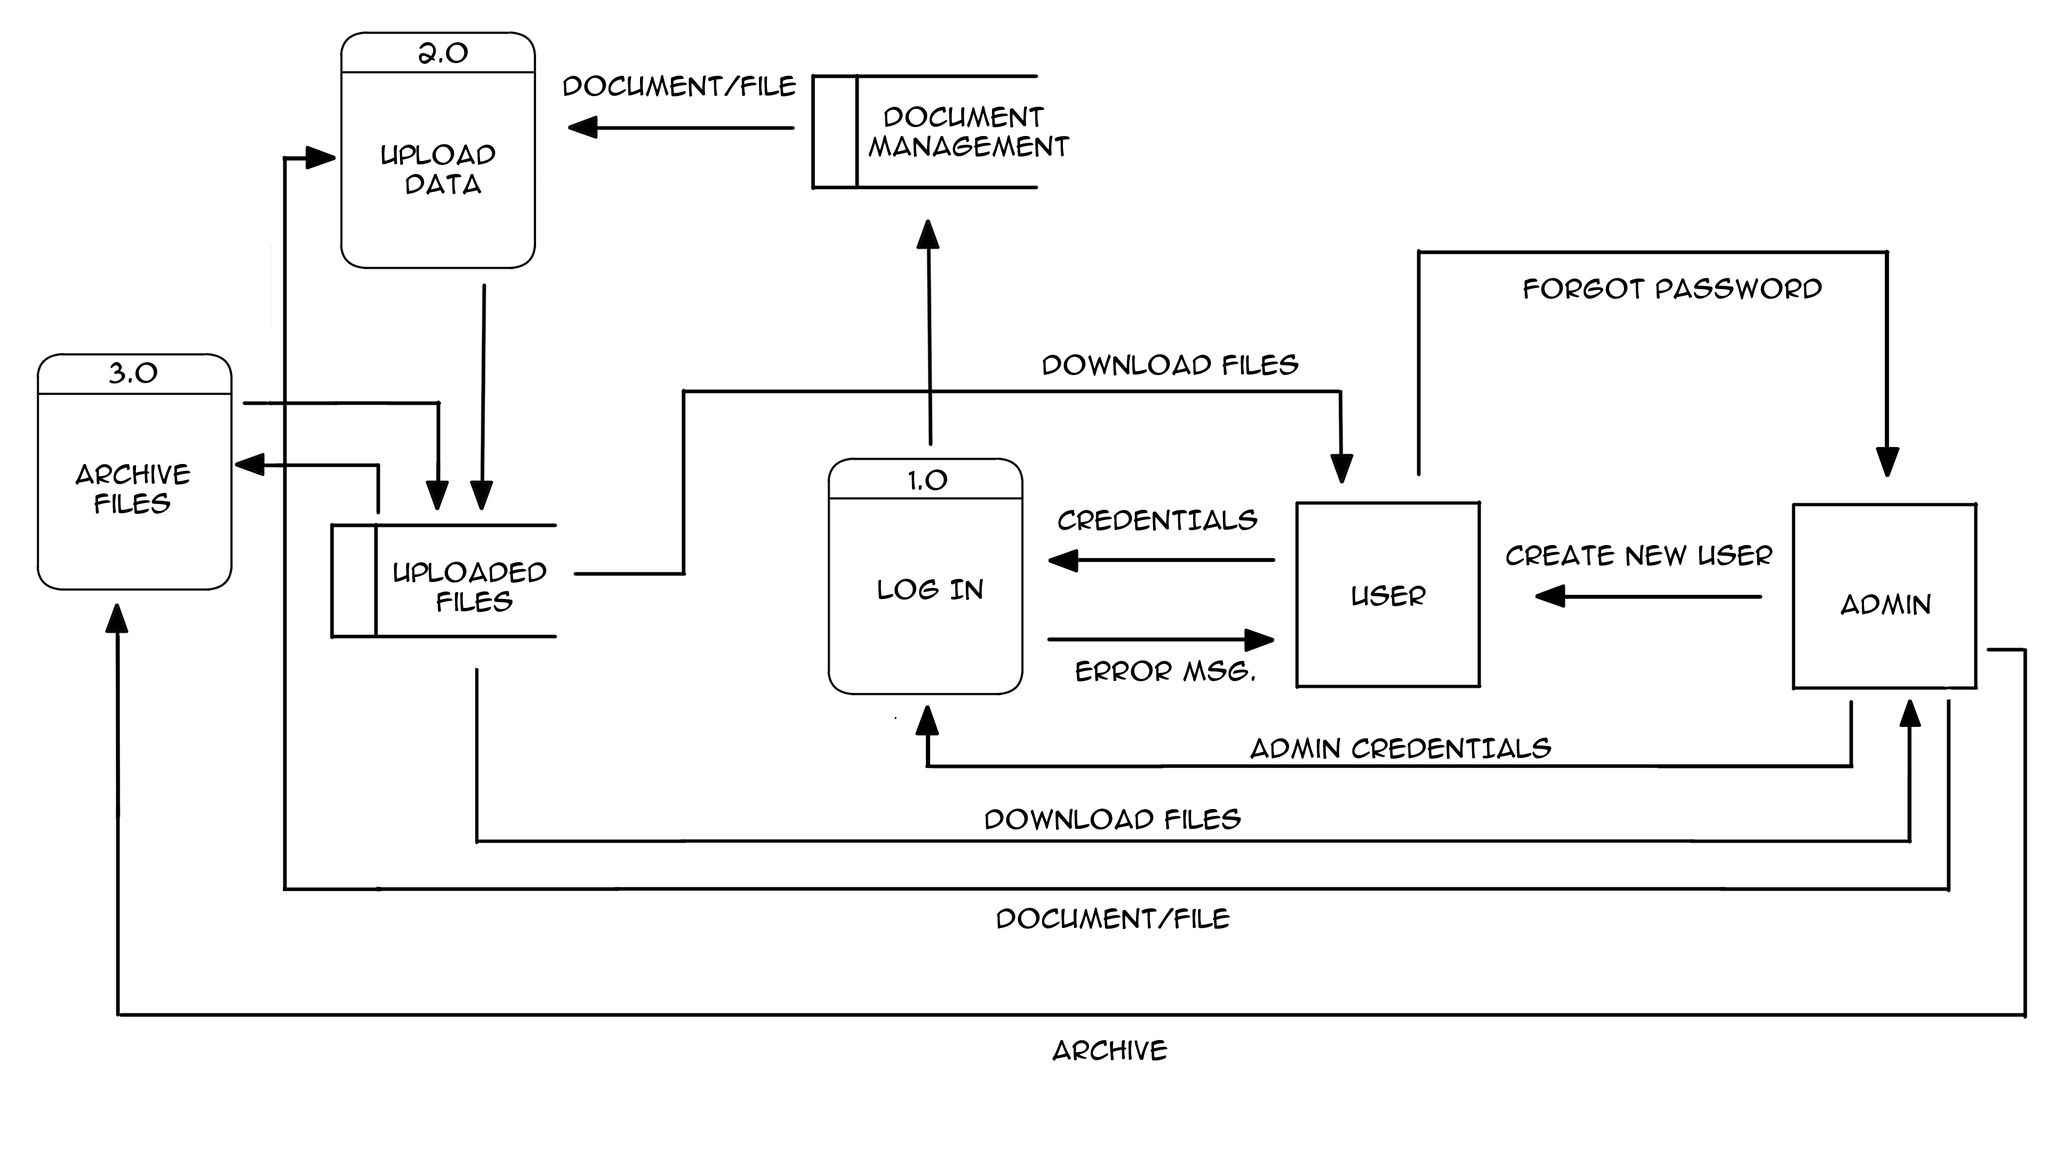 2.0
UPLOAD
DATA
DOCUMENT/FILE
DOCUMENT
MANAGEMENT
FORGOT PASSWORD
DOWNLOAD FILES
3.0
ARCHIVE
FILES
UPLOADED
FILES
1.0
LOG IN
CREDENTIALS
ERROR MSG.
USER
CREATE NEW USER
ADMIN
ADMIN CREDENTIALS
DOWNLOAD FILES
DOCUMENT/FILE
ARCHIVE